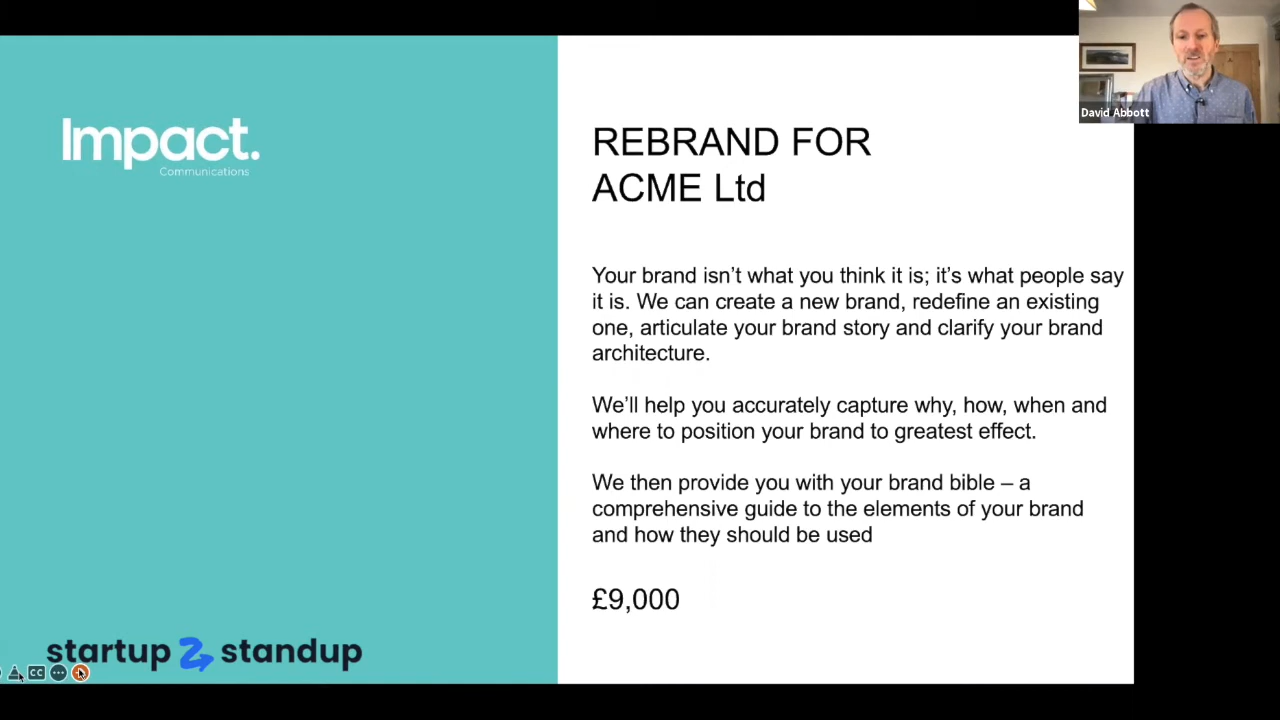 Impact.
Communications
David Abbott
REBRAND FOR
ACME Ltd
Your brand isn’t what you think it is; it’s what people say
it is. We can create a new brand, redefine an existing
one, articulate your brand story and clarify your brand
architecture.
We’ll help you accurately capture why, how, when and
where to position your brand to greatest effect.
We then provide you with your brand bible – a
comprehensive guide to the elements of your brand
and how they should be used
£9,000
startup 2 standup
CC